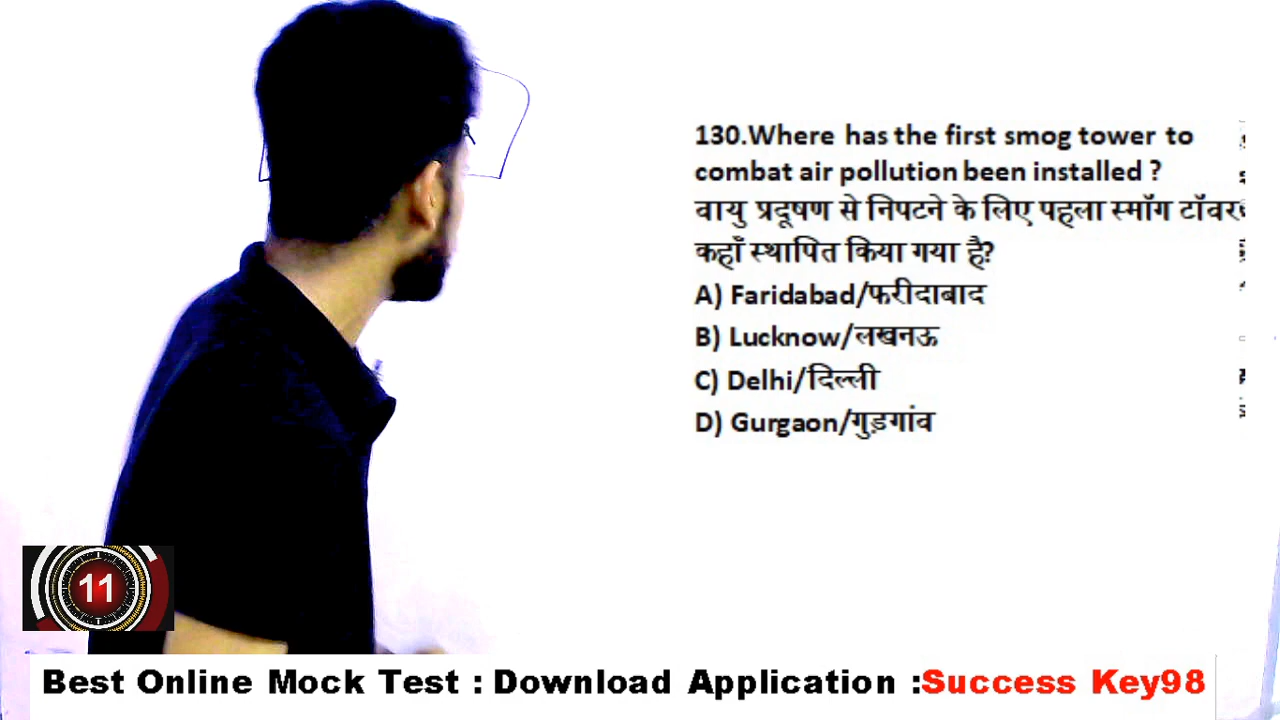 130.Where has the first smog tower to
combat air pollution been installed ?
वायु प्रदूषण से निपटने के लिए पहला स्मॉग टॉवर
कहाँ स्थापित किया गया है?
A) Faridabad/फरीदाबाद
B) Lucknow/लखनऊ
C) Delhi/दिल्ली
D) Gurgaon/गुड़गांव
11
Best Online Mock Test : Download Application :Success Key98